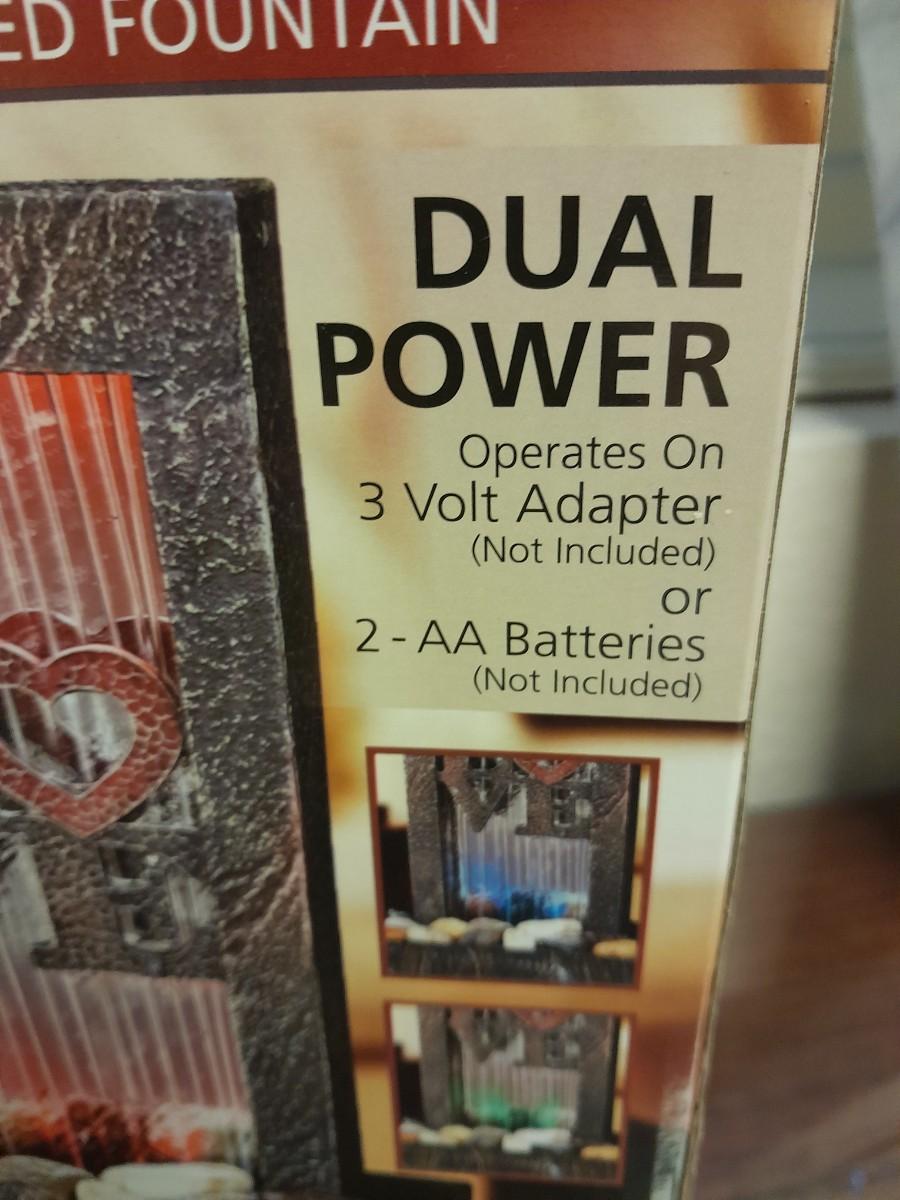 ED FOUNTAIN
DUAL
POWER
Operates On
3 Volt Adapter
(Not Included)
or
2-AA Batteries
(Not Included)